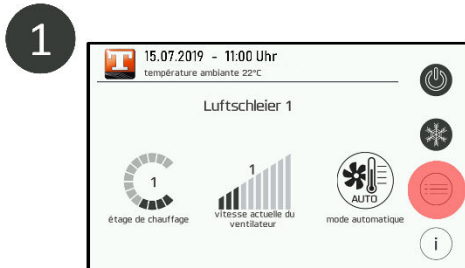 1
T
15.07.2019 - 11:00 Uhr
température ambiante 22°C
Luftschleier 1
1
étage de chauffage
1
vitesse actuelle du
ventilateur
AUTO
mode automatique
i